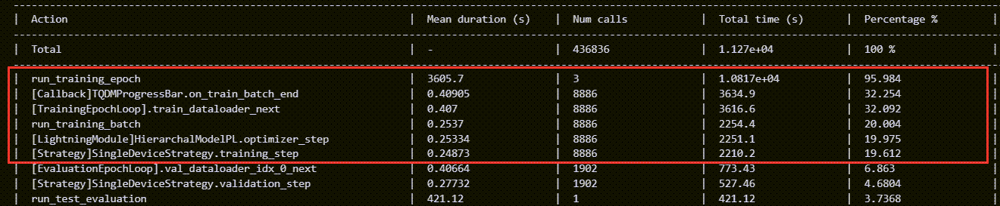 | Action | Mean duration (s) | Num calls | Total time (s) | Percentage % |
| Total | - | 436836 | 1.127e+04 | 100 % |
| run_training_epoch | 3605.7 | 3 | 1.0817e+04 | 95.984 |
| [Callback]TQDMProgressBar.on_train_batch_end | 0.40905 | 8886 | 3634.9 | 32.254 |
| [TrainingEpochLoop].train_dataloader_next | 0.407 | 8886 | 3616.6 | 32.092 |
| run_training_batch | 0.2537 | 8886 | 2254.4 | 20.004 |
| [LightningModule]HierarchalModelPL.optimizer_step | 0.25334 | 8886 | 2251.1 | 19.975 |
| [Strategy]SingleDeviceStrategy.training_step | 0.24873 | 8886 | 2210.2 | 19.612 |
| [EvaluationEpochLoop].val_dataloader_idx_0_next | 0.40664 | 1902 | 773.43 | 6.863 |
| [Strategy]SingleDeviceStrategy.validation_step | 0.27732 | 1902 | 527.46 | 4.6804 |
| run_test_evaluation | 421.12 | 1 | 421.12 | 3.7368 |